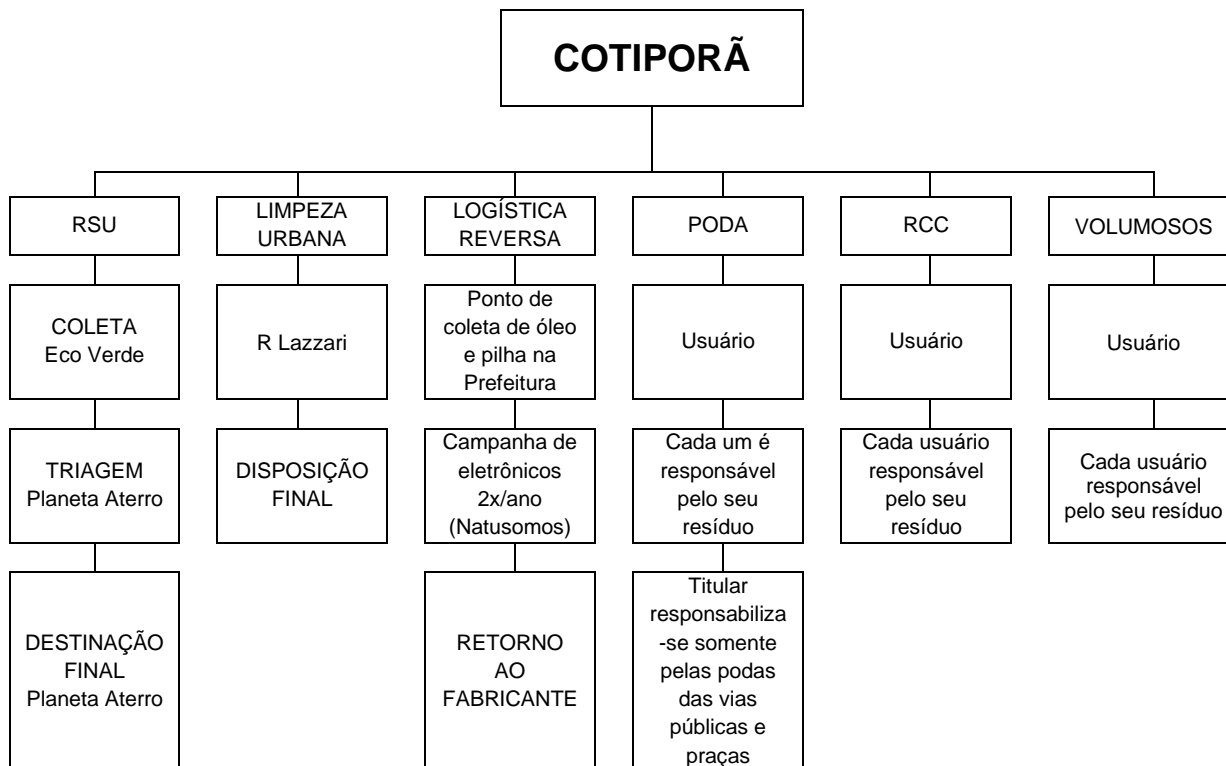 COTIPORÃ
RSU
LIMPEZA
URBANA
LOGÍSTICA
REVERSA
PODA
RCC
VOLUMOSOS
COLETA
Eco Verde
R Lazzari
Ponto de
coleta de óleo
e pilha na
Prefeitura
Usuário
Usuário
Usuário
TRIAGEM
Planeta Aterro
DISPOSIÇÃO
FINAL
Campanha de
eletrônicos
2x/ano
(Natusomos)
Cada um é
responsável
pelo seu
resíduo
Cada usuário
responsável
pelo seu
resíduo
Cada usuário
responsável
pelo seu resíduo
DESTINAÇÃO
FINAL
Planeta Aterro
RETORNO
AO
FABRICANTE
Titular
responsabiliza
-se somente
pelas podas
das vias
públicas e
praças